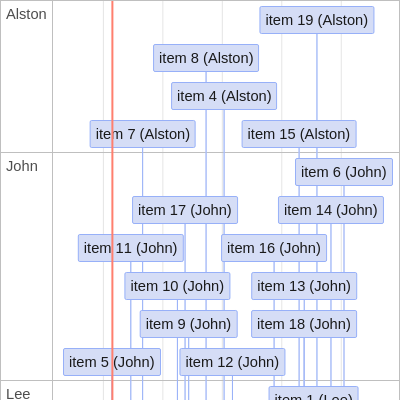 Alston
item 19 (Alston)
item 8 (Alston)
item 4 (Alston)
item 7 (Alston)
item 15 (Alston)
John
item 6 (John)
item 17 (John)
item 14 (John)
item 11 (John)
item 16 (John)
item 10 (John)
item 13 (John)
item 9 (John)
item 18 (John)
item 5 (John)
item 12 (John)
Lee
item 1 (Lee)